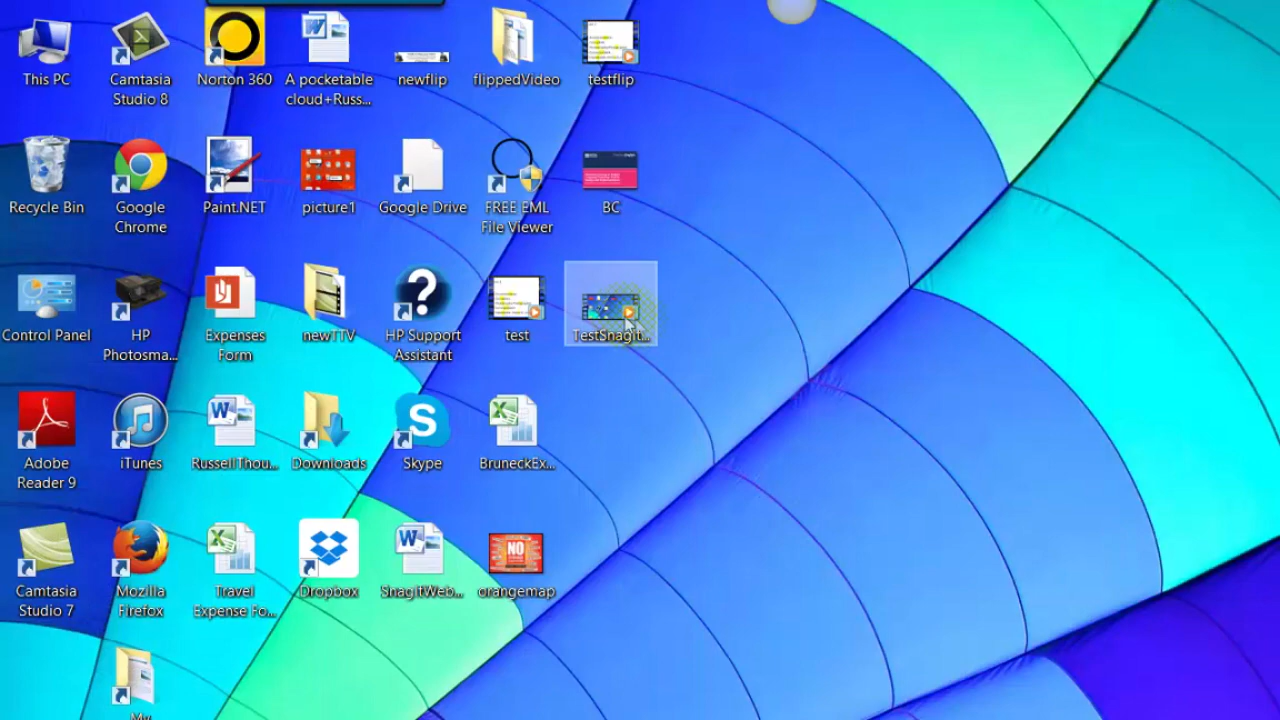 This PC
Camtasia
Studio 8
Norton 360
A pocketable
cloud+Russ...
newflip
flippedVideo
testflip
Recycle Bin
Google
Chrome
Paint.NET
picture1
Google Drive
FREE EML
File Viewer
BC
Control Panel
HP
Photosma...
Expenses
Form
newTTV
HP Support
Assistant
test
TestSnagit...
Adobe
Reader 9
iTunes
RussellThou...
Downloads
Skype
BruneckEx...
Camtasia
Studio 7
Mozilla
Firefox
Travel
Expense Fo...
Dropbox
SnagitWeb...
NO
orangemap
My